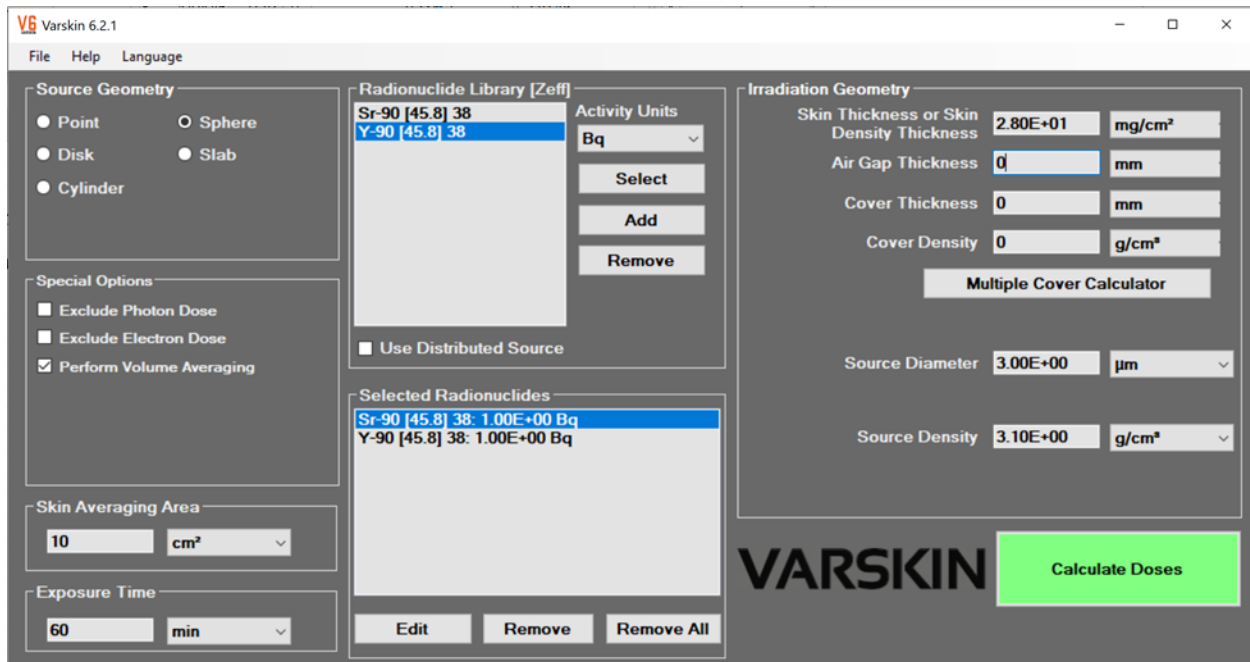 V6
VARSKIN
Varskin 6.2.1
File Help Language
Source Geometry
Point Sphere
Disk Slab
Cylinder
Special Options
Exclude Photon Dose
Exclude Electron Dose
Perform Volume Averaging
Skin Averaging Area
10 cm²
Exposure Time
60 min
Radionuclide Library [Zeff]
Sr-90 [45.8] 38
Y-90 [45.8] 38
Activity Units
Bq
Select
Add
Remove
Use Distributed Source
Selected Radionuclides
Sr-90 [45.8] 38: 1.00E+00 Bq
Y-90 [45.8] 38: 1.00E+00 Bq
Edit Remove Remove All
Irradiation Geometry
Skin Thickness or Skin
Density Thickness 2.80E+01 mg/cm²
Air Gap Thickness 0 mm
Cover Thickness 0 mm
Cover Density 0 g/cm³
Multiple Cover Calculator
Source Diameter 3.00E+00 µm
Source Density 3.10E+00 g/cm³
VARSKIN
Calculate Doses